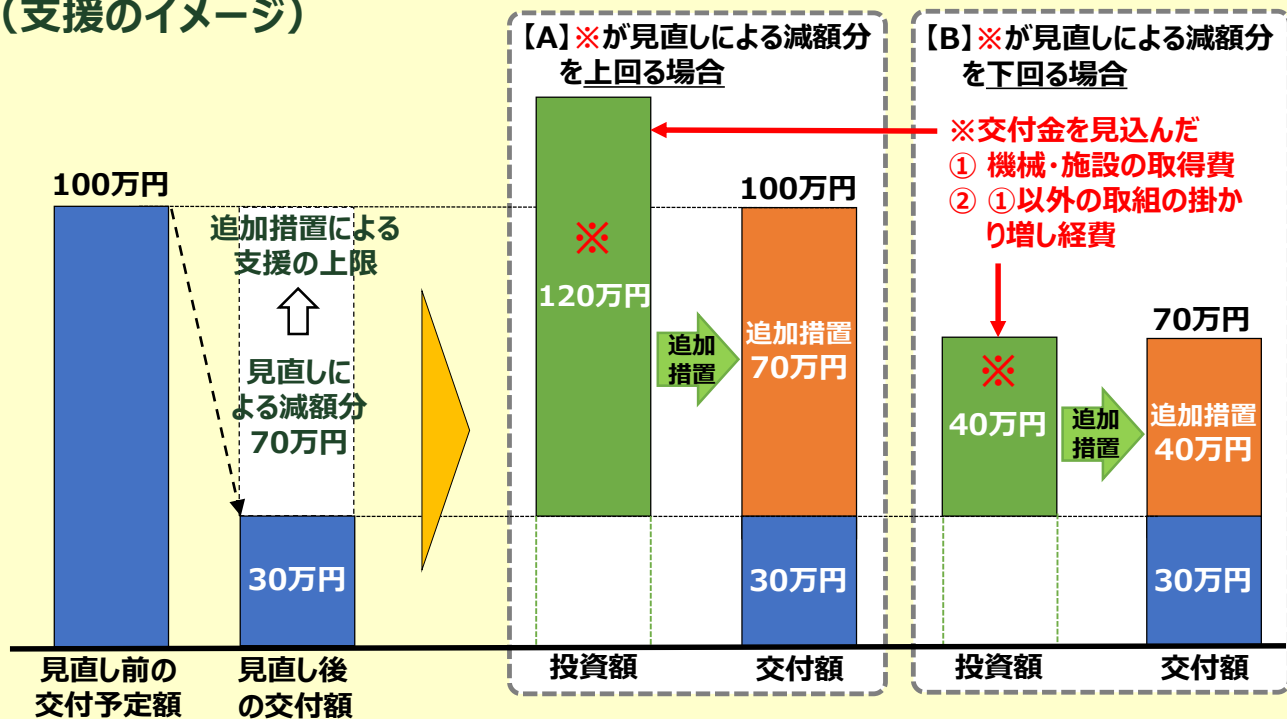 （支援のイメージ）
100万円
追加措置による
支援の上限
見直しに
よる減額分
70万円
30万円
見直し前の
交付予定額
見直し後
の交付額
【A】※が見直しによる減額分
を上回る場合
※
120万円
追加
措置
100万円
追加措置
70万円
30万円
投資額
交付額
【B】※が見直しによる減額分
を下回る場合
※交付金を見込んだ
① 機械・施設の取得費
② ①以外の取組の掛か
り増し経費
※
40万円
追加
措置
70万円
追加措置
40万円
30万円
投資額
交付額